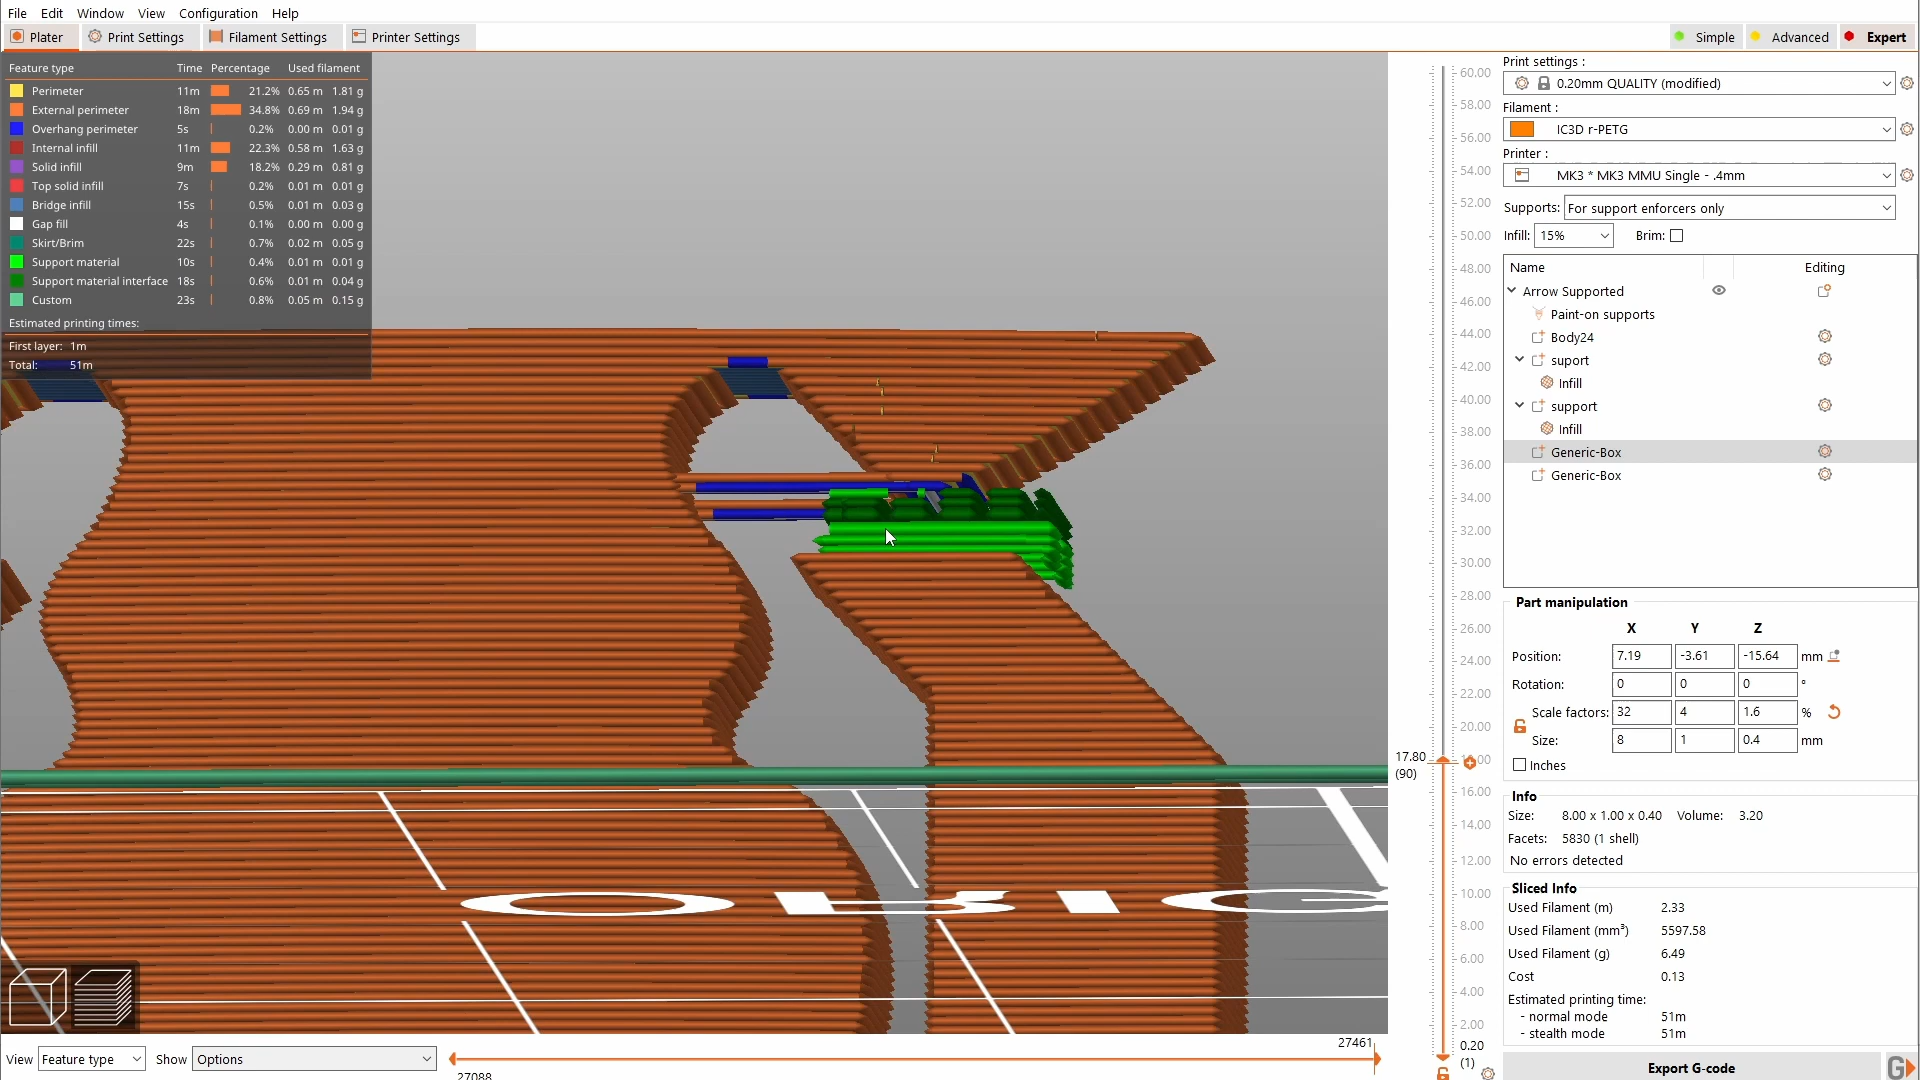 File Edit Window View Configuration Help
Plater Print Settings Filament Settings Printer Settings Simple Advanced Expert
Feature type Time Percentage Used filament
Perimeter 11m 21.2% 0.65 m 1.81 g
External perimeter 18m 34.8% 0.69 m 1.94 g
Overhang perimeter 5s 0.2% 0.00 m 0.01 g
Internal infill 11m 22.3% 0.58 m 1.63 g
Solid infill 9m 18.2% 0.29 m 0.81 g
Top solid infill 7s 0.2% 0.01 m 0.01 g
Bridge infill 15s 0.5% 0.01 m 0.03 g
Gap fill 4s 0.1% 0.00 m 0.00 g
Skirt/Brim 22s 0.7% 0.02 m 0.05 g
Support material 10s 0.4% 0.01 m 0.01 g
Support material interface 18s 0.6% 0.01 m 0.04 g
Custom 23s 0.8% 0.05 m 0.15 g
Estimated printing times:
First layer: 1m
Total: 51m
60.00
58.00
56.00
54.00
52.00
50.00
48.00
46.00
44.00
42.00
40.00
38.00
36.00
34.00
32.00
30.00
28.00
26.00
24.00
22.00
20.00
17.80
(90)
16.00
14.00
12.00
10.00
8.00
6.00
4.00
2.00
0.20
(1)
Print settings :
0.20mm QUALITY (modified)
Filament :
IC3D r-PETG
Printer :
MK3 * MK3 MMU Single - .4mm
Supports: For support enforcers only
Infill: 15% Brim:
Name Editing
Arrow Supported
Paint-on supports
Body24
suport
Infill
support
Infill
Generic-Box
Generic-Box
Part manipulation
X Y Z
Position: 7.19 -3.61 -15.64 mm
Rotation: 0 0 0 °
Scale factors: 32 4 1.6 %
Size: 8 1 0.4 mm
Inches
Info
Size: 8.00 x 1.00 x 0.40 Volume: 3.20
Facets: 5830 (1 shell)
No errors detected
Sliced Info
Used Filament (m) 2.33
Used Filament (mm³) 5597.58
Used Filament (g) 6.49
Cost 0.13
Estimated printing time:
- normal mode 51m
- stealth mode 51m
Export G-code
View Feature type Show Options
27461
27088